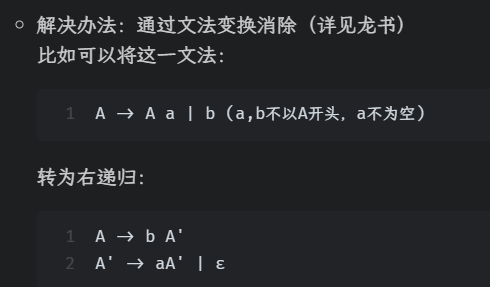 解决办法：通过文法变换消除（详见龙书）
比如可以将这一文法：
1 A -> A a | b (a,b不以A开头，a不为空)
转为右递归：
1 A -> b A'
2 A' -> aA' | ε